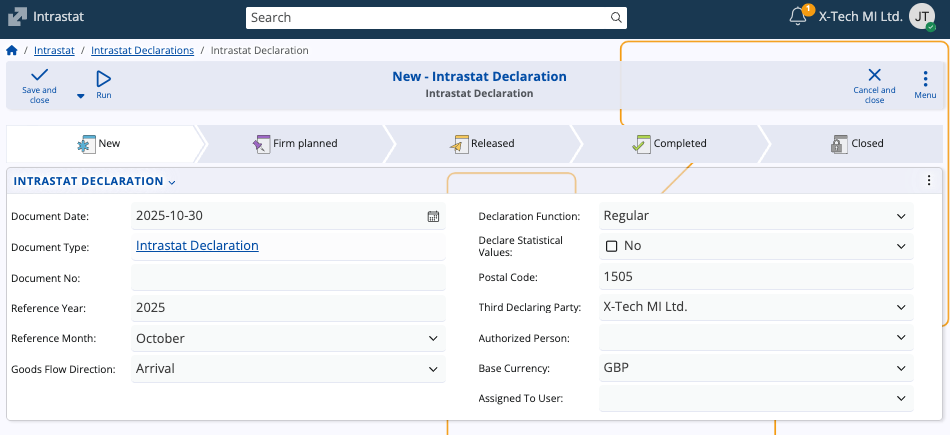 Intrastat
Search
1
X-Tech MI Ltd.
JT
/ Intrastat / Intrastat Declarations / Intrastat Declaration
Save and
close
Run
New - Intrastat Declaration
Intrastat Declaration
Cancel and
close
Menu
New
Firm planned
Released
Completed
Closed
INTRASTAT DECLARATION
Document Date: 2025-10-30
Document Type: Intrastat Declaration
Document No:
Reference Year: 2025
Reference Month: October
Goods Flow Direction: Arrival
Declaration Function: Regular
Declare Statistical
Values: No
Postal Code: 1505
Third Declaring Party: X-Tech MI Ltd.
Authorized Person:
Base Currency: GBP
Assigned To User: